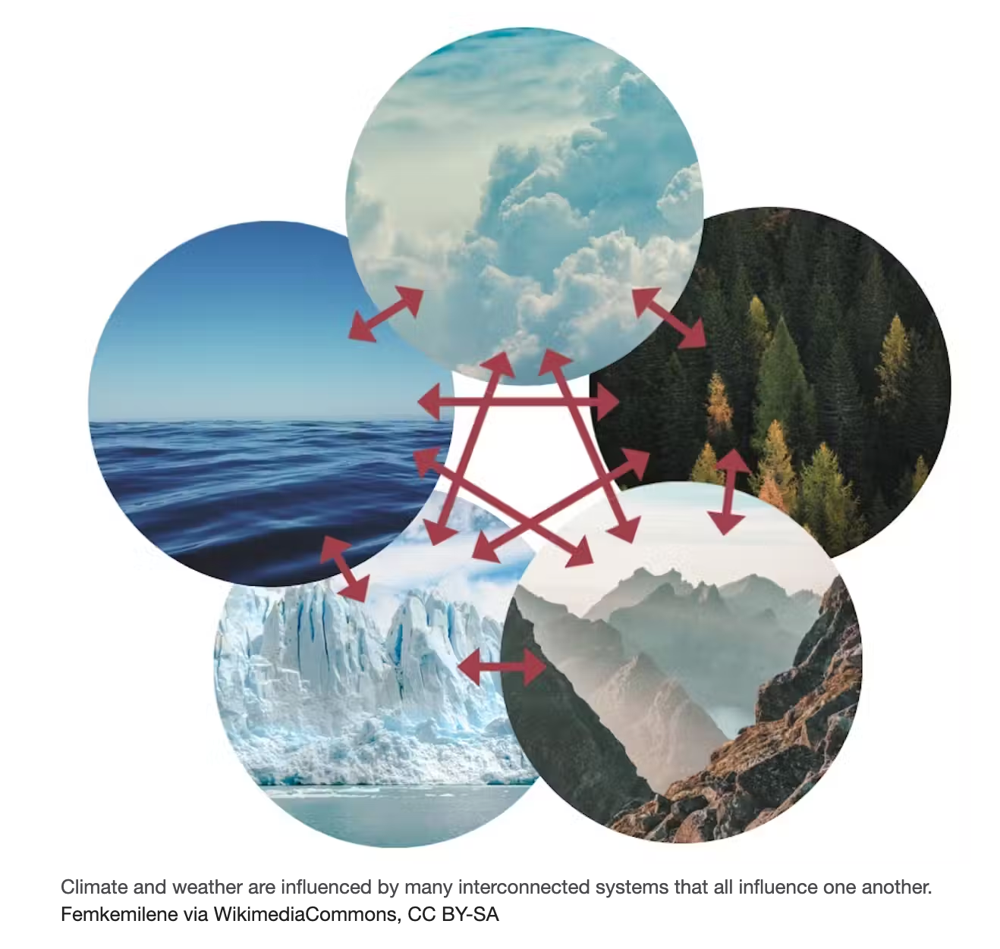 Climate and weather are influenced by many interconnected systems that all influence one another.
Femkemilene via WikimediaCommons, CC BY-SA